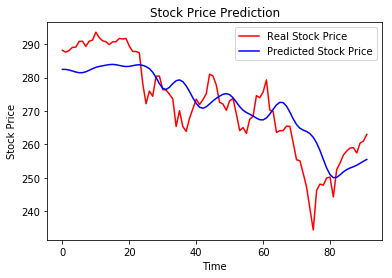 Stock Price Prediction
Real Stock Price
Predicted Stock Price
Stock Price
290
280
270
260
250
240
0 20 40 60 80
Time